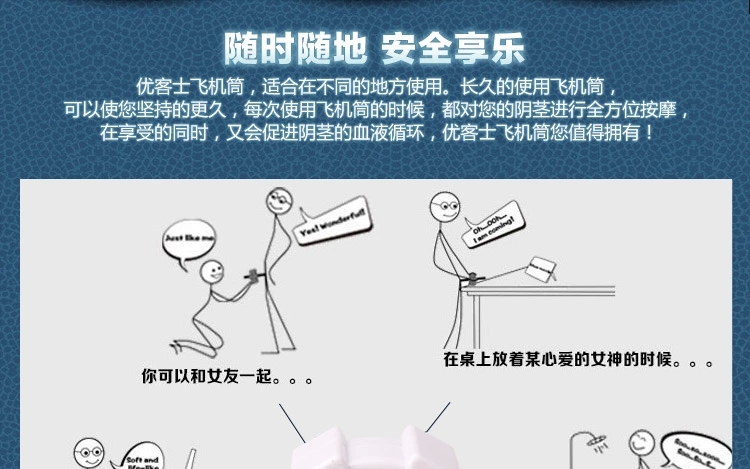 随时随地 安全享乐
优客士飞机筒，适合在不同的地方使用。长久的使用飞机筒，
可以使您坚持的更久，每次使用飞机筒的时候，都对您的阴茎进行全方位按摩，
在享受的同时，又会促进阴茎的血液循环，优客士飞机筒您值得拥有！
Just like me
Yes! Wonderful!
Oh...Ooh...
I am coming!
你可以和女友一起。。。
在桌上放着某心爱的女神的时候。。。
Soft and
life-like